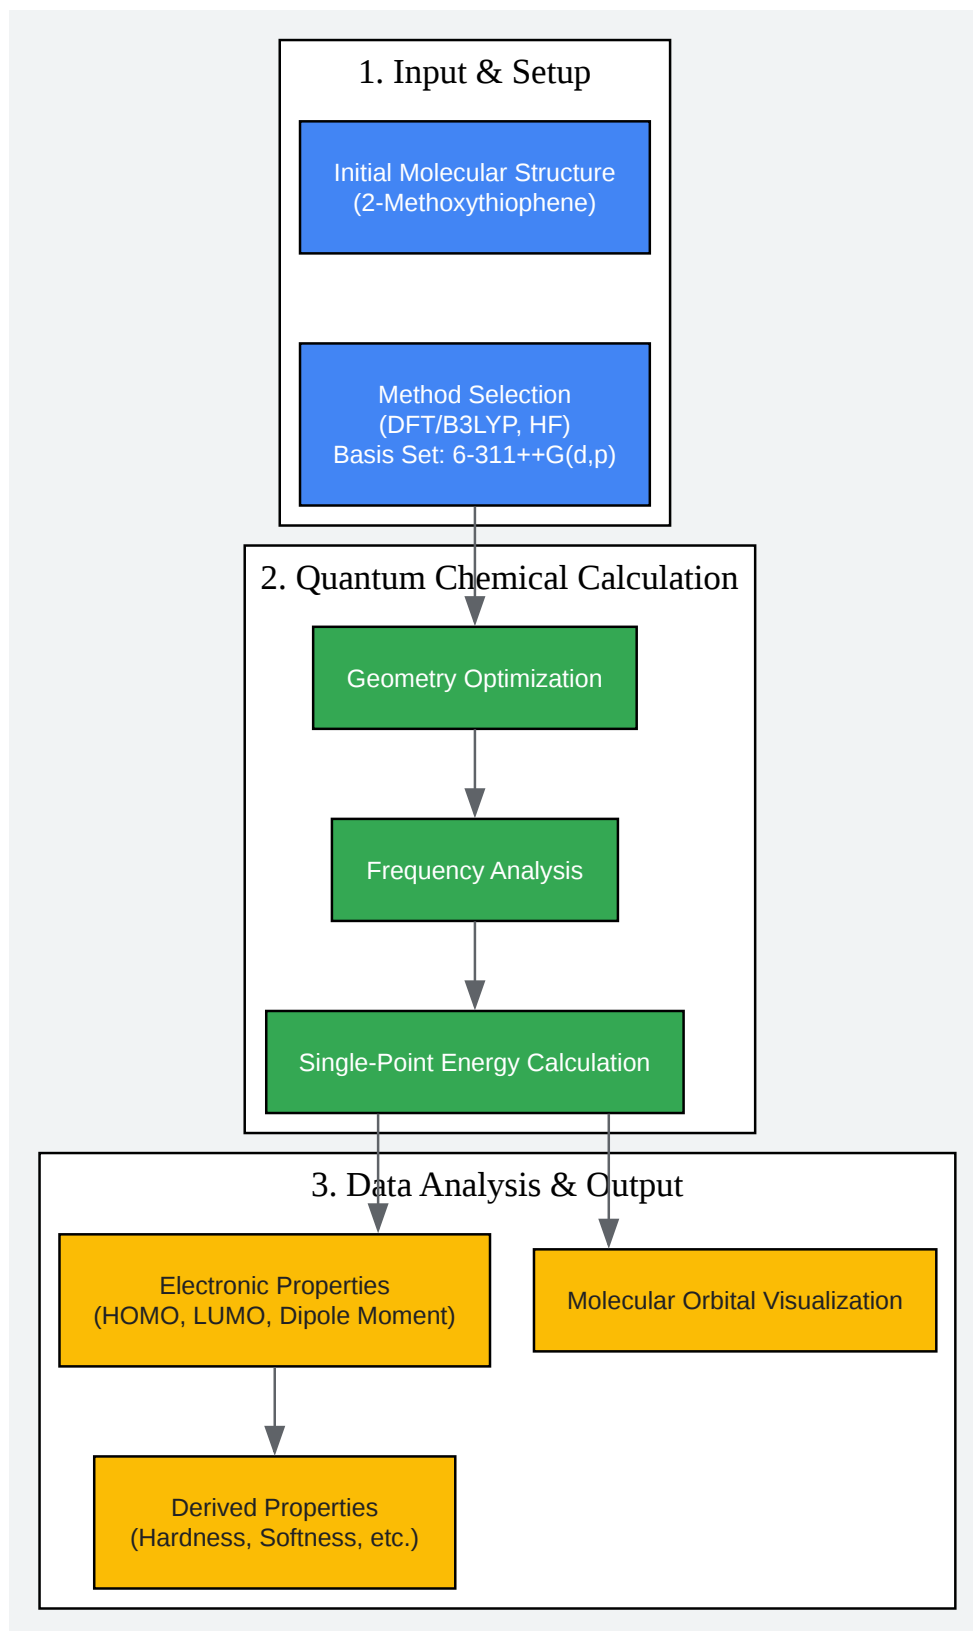 1. Input & Setup
Initial Molecular Structure
(2-Methoxythiophene)
Method Selection
(DFT/B3LYP, HF)
Basis Set: 6-311++G(d,p)
2. Quantum Chemical Calculation
Geometry Optimization
Frequency Analysis
Single-Point Energy Calculation
3. Data Analysis & Output
Electronic Properties
(HOMO, LUMO, Dipole Moment)
Molecular Orbital Visualization
Derived Properties
(Hardness, Softness, etc.)